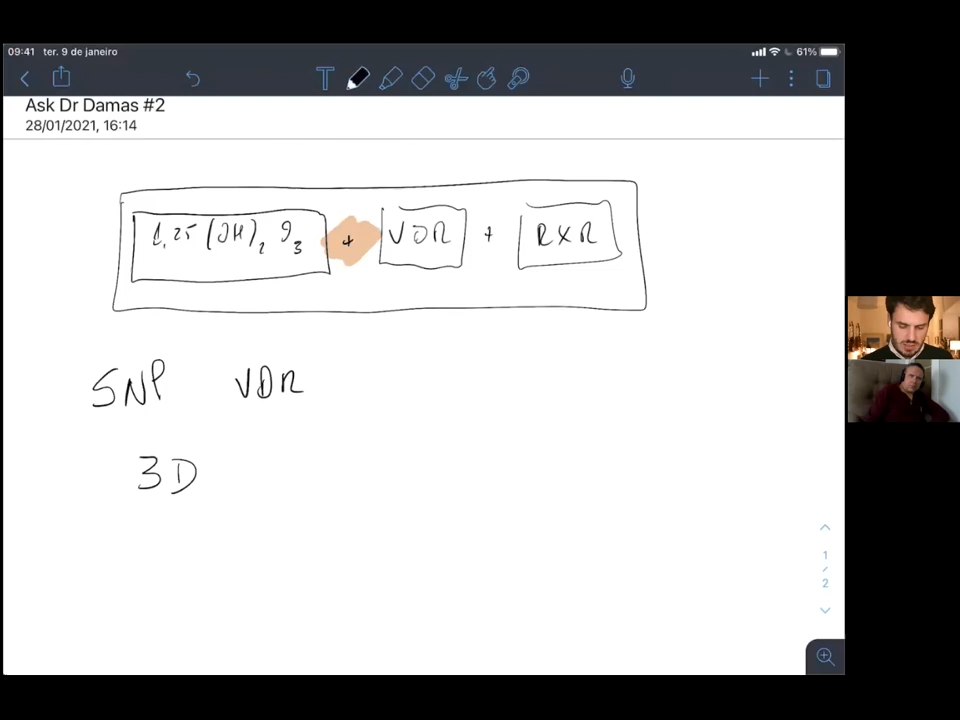 09:41 ter. 9 de janeiro 61%
T
Ask Dr Damas #2
28/01/2021, 16:14
1,25 (OH)2 D3 + VDR + RXR
SNP VDR
3D
1
/
2